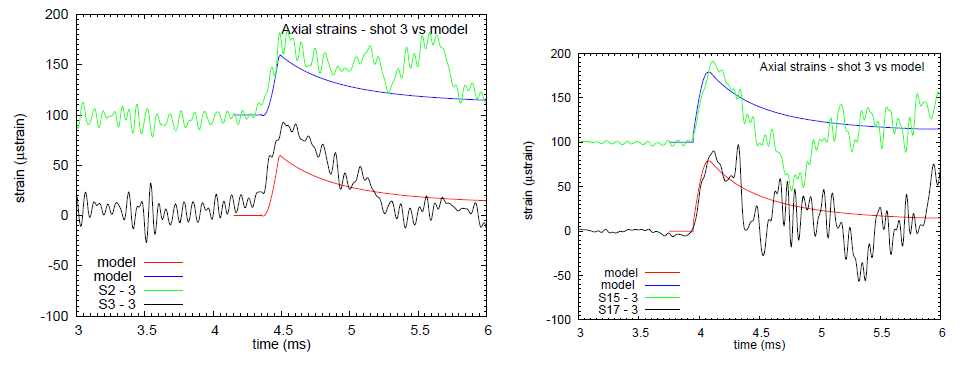 Axial strains - shot 3 vs model
200
150
100
50
0
-50
-100
strain (µstrain)
model
model
S2 - 3
S3 - 3
3 3.5 4 4.5 5 5.5 6
time (ms)
Axial strains - shot 3 vs model
200
150
100
50
0
-50
-100
strain (µstrain)
model
model
S15 - 3
S17 - 3
3 3.5 4 4.5 5 5.5 6
time (ms)